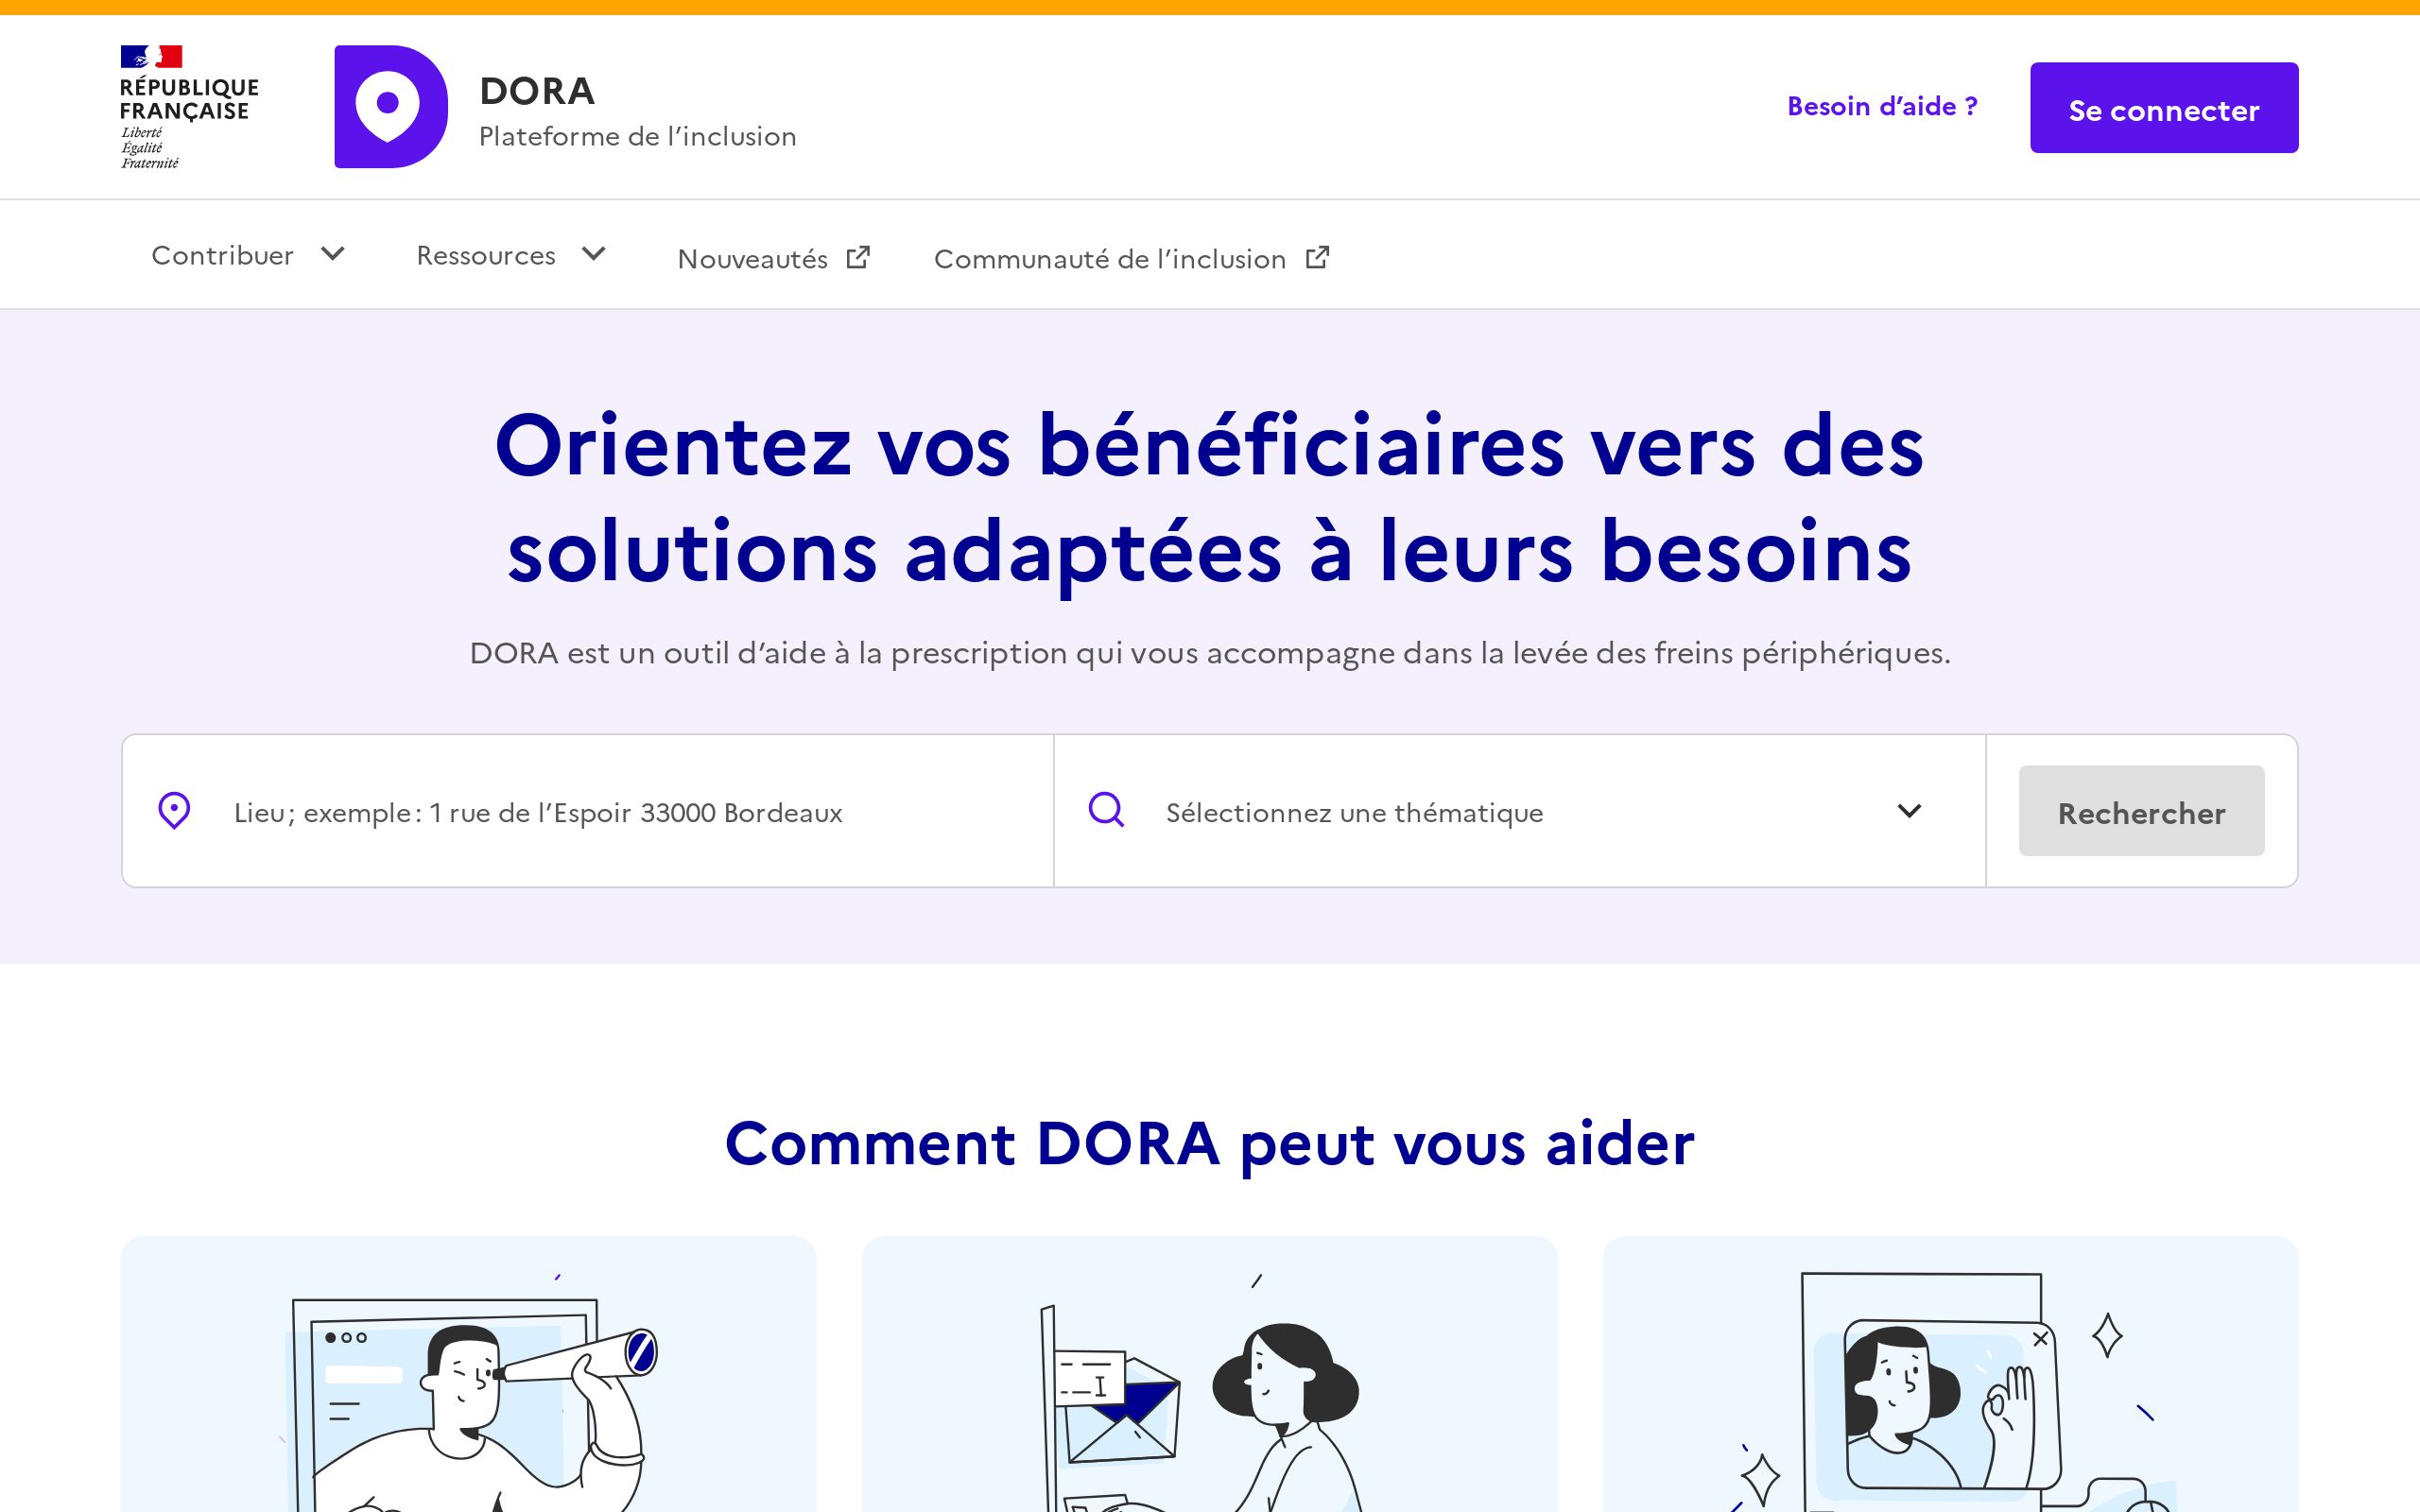 RÉPUBLIQUE
FRANÇAISE
Liberté
Égalité
Fraternité
DORA
Plateforme de l’inclusion
Besoin d’aide ?
Se connecter
Contribuer
Ressources
Nouveautés
Communauté de l’inclusion
Orientez vos bénéficiaires vers des
solutions adaptées à leurs besoins
DORA est un outil d’aide à la prescription qui vous accompagne dans la levée des freins périphériques.
Lieu ; exemple : 1 rue de l’Espoir 33000 Bordeaux
Sélectionnez une thématique
Rechercher
Comment DORA peut vous aider